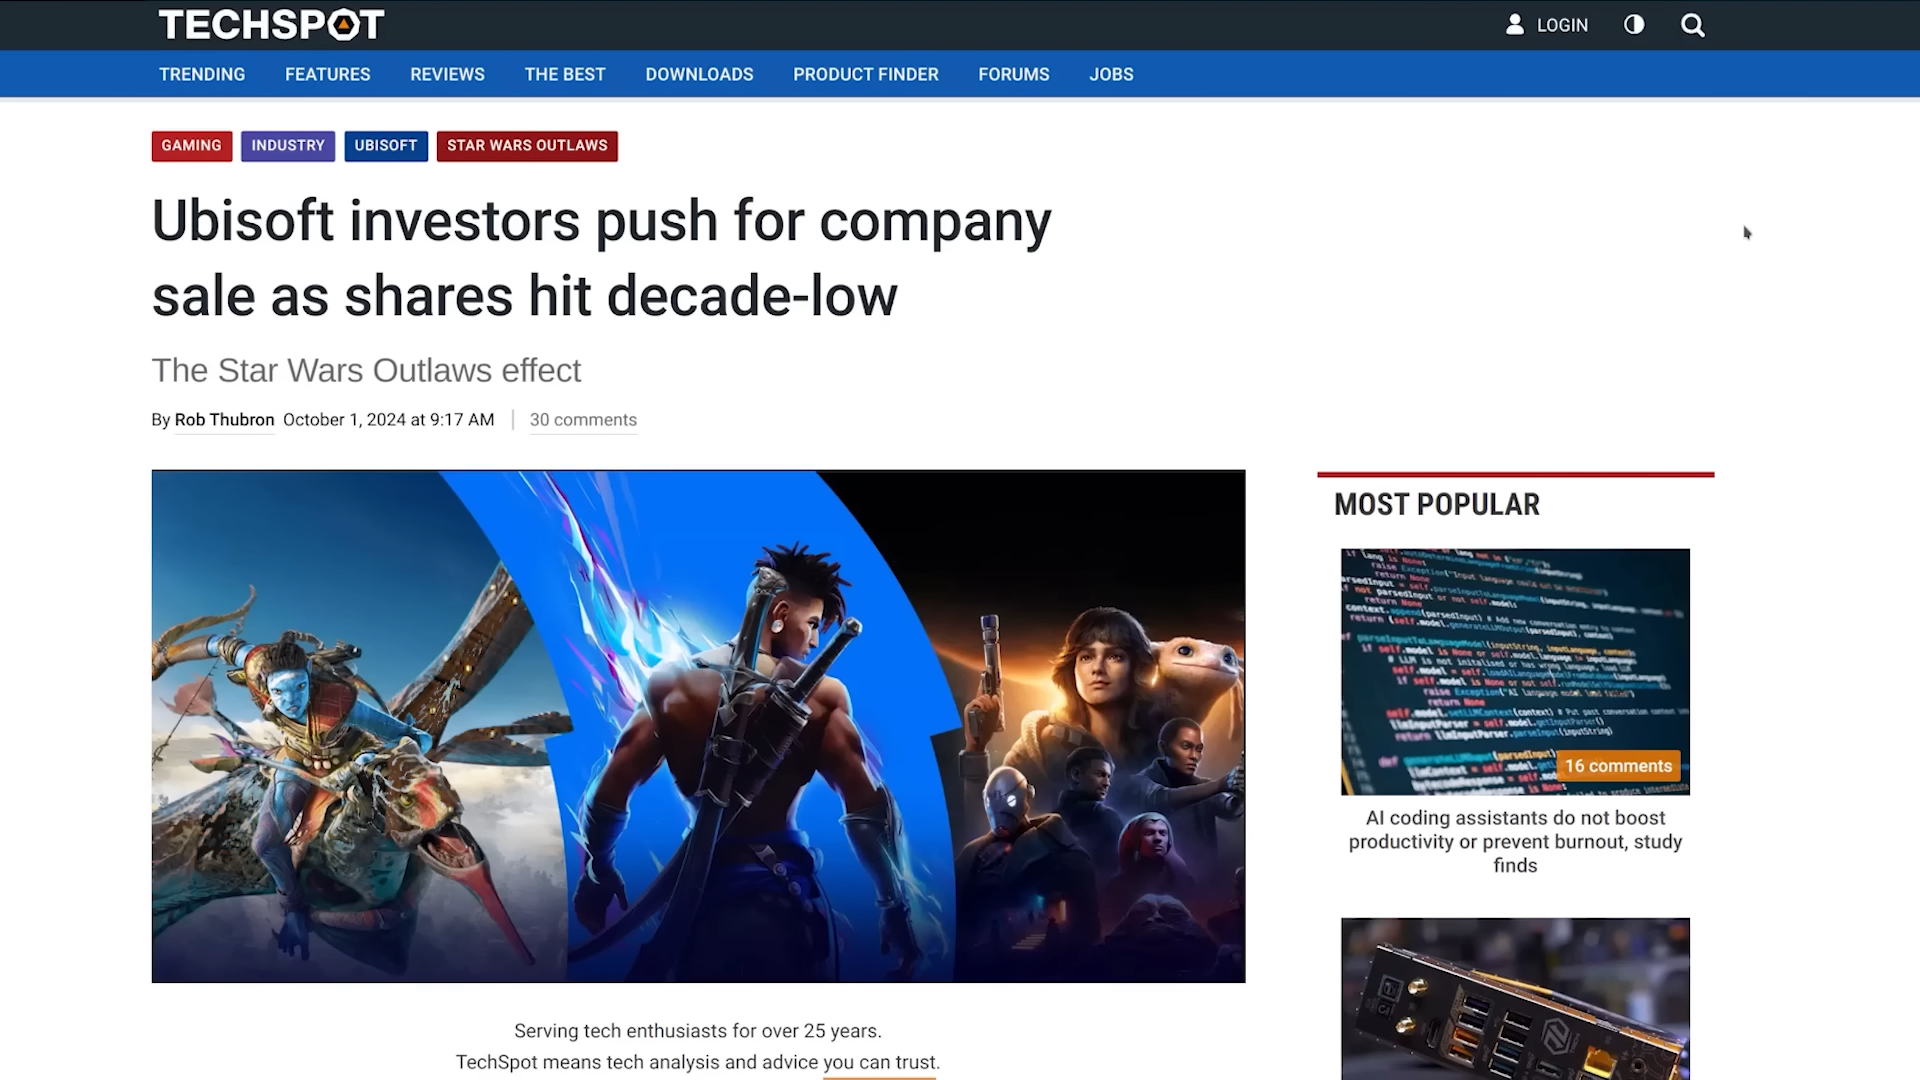 TECHSPOT
LOGIN
TRENDING FEATURES REVIEWS THE BEST DOWNLOADS PRODUCT FINDER FORUMS JOBS
GAMING INDUSTRY UBISOFT STAR WARS OUTLAWS
Ubisoft investors push for company
sale as shares hit decade-low
The Star Wars Outlaws effect
By Rob Thubron October 1, 2024 at 9:17 AM 30 comments
MOST POPULAR
16 comments
AI coding assistants do not boost
productivity or prevent burnout, study
finds
Serving tech enthusiasts for over 25 years.
TechSpot means tech analysis and advice you can trust.